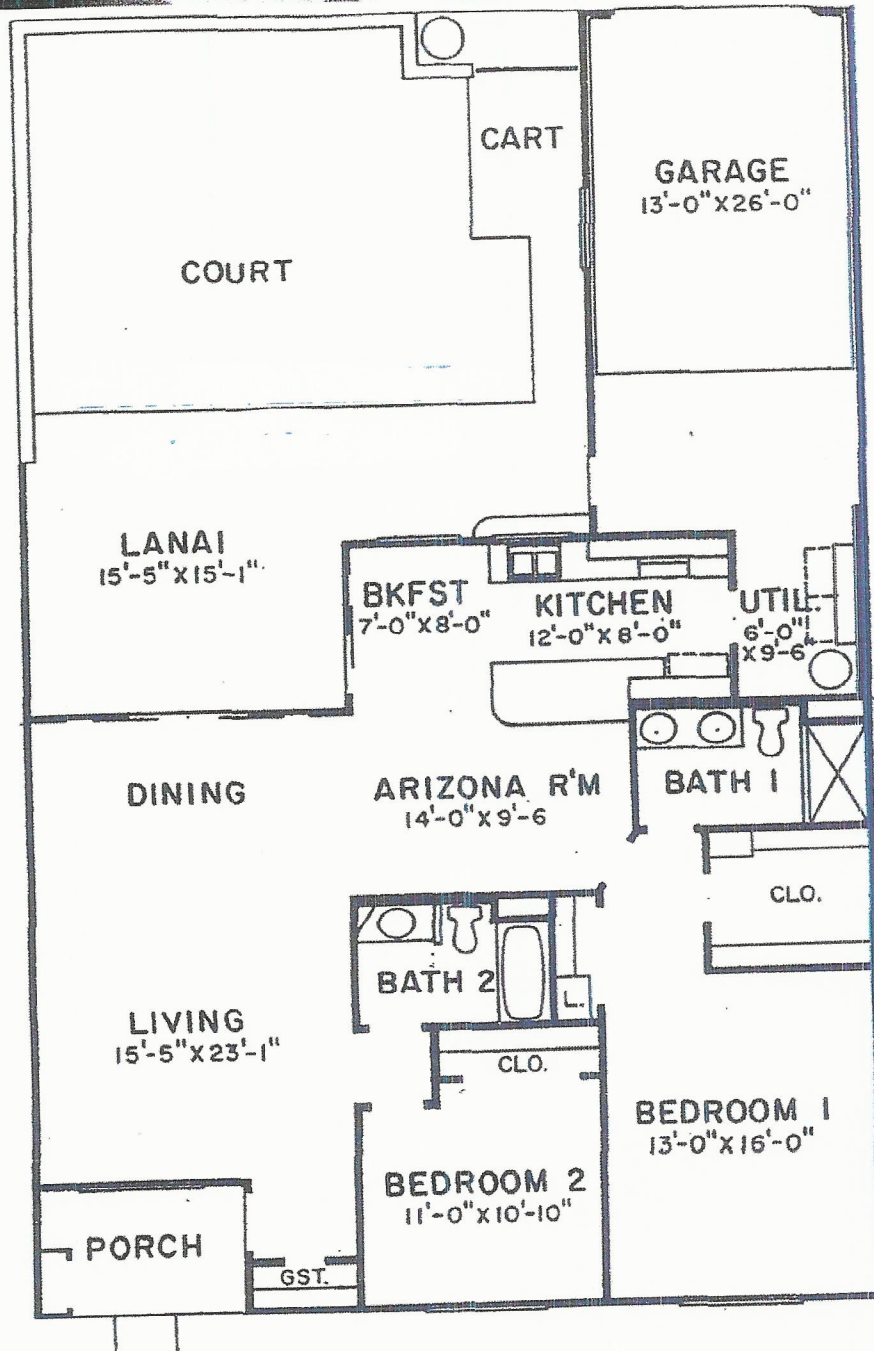 CART
GARAGE
13'-0"X26'-0"
COURT
LANAI
15'-5"X15'-1"
BKFST
7'-0"X8'-0"
KITCHEN
12'-0"X8'-0"
UTIL.
6'-0"
X9'-6"
DINING
ARIZONA R'M
14'-0"X9'-6
BATH 1
CLO.
BATH 2
L.
LIVING
15'-5"X23'-1"
CLO.
BEDROOM 1
13'-0"X16'-0"
BEDROOM 2
11'-0"X10'-10"
PORCH
GST.